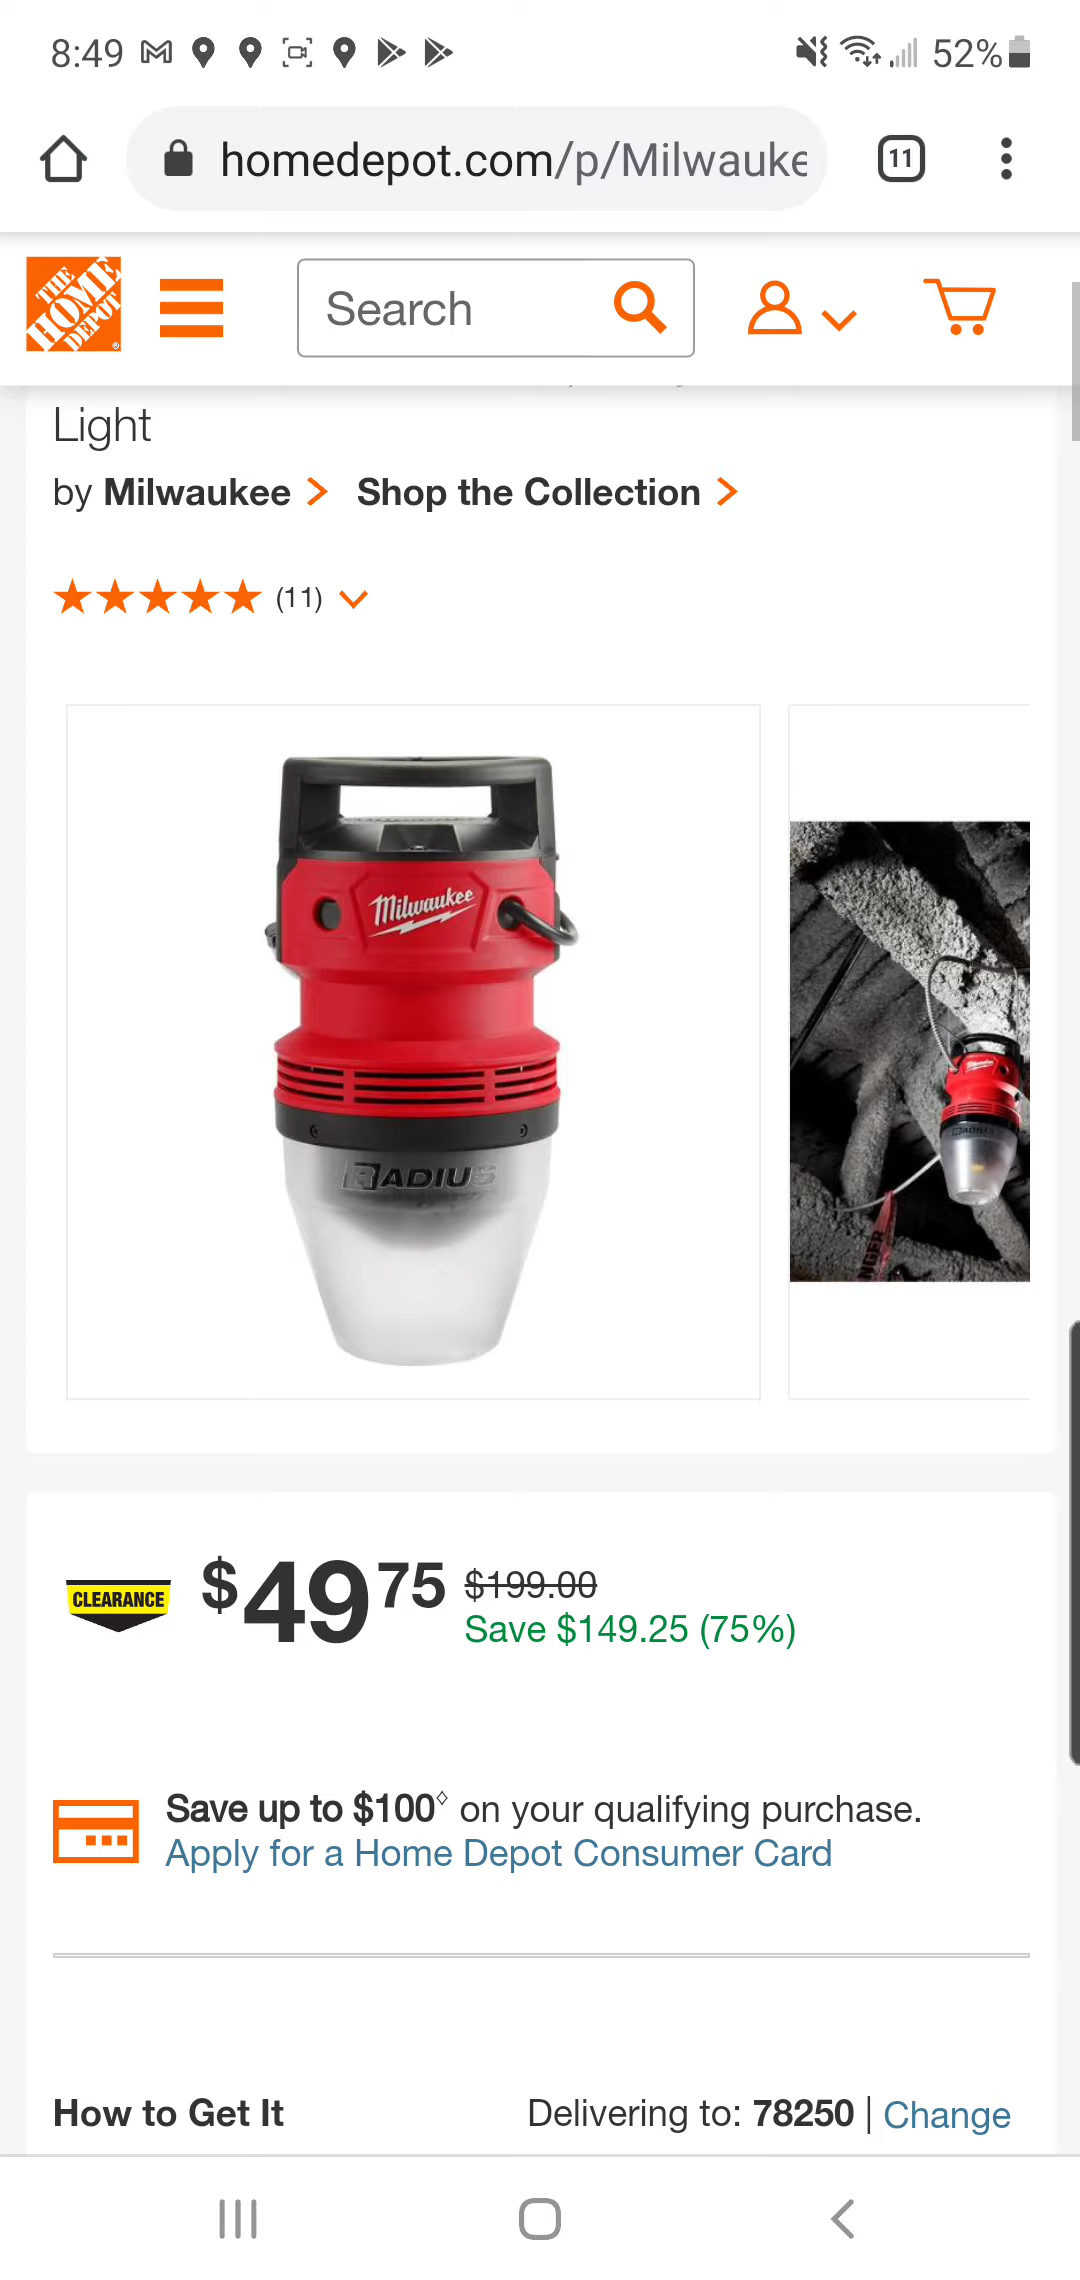 8:49
52%
homedepot.com/p/Milwauke
11
THE HOME DEPOT
Search
Light
by Milwaukee Shop the Collection
(11)
Milwaukee
RADIUS
CLEARANCE
$49 75
$199.00
Save $149.25 (75%)
Save up to $100◊ on your qualifying purchase.
Apply for a Home Depot Consumer Card
How to Get It
Delivering to: 78250 | Change